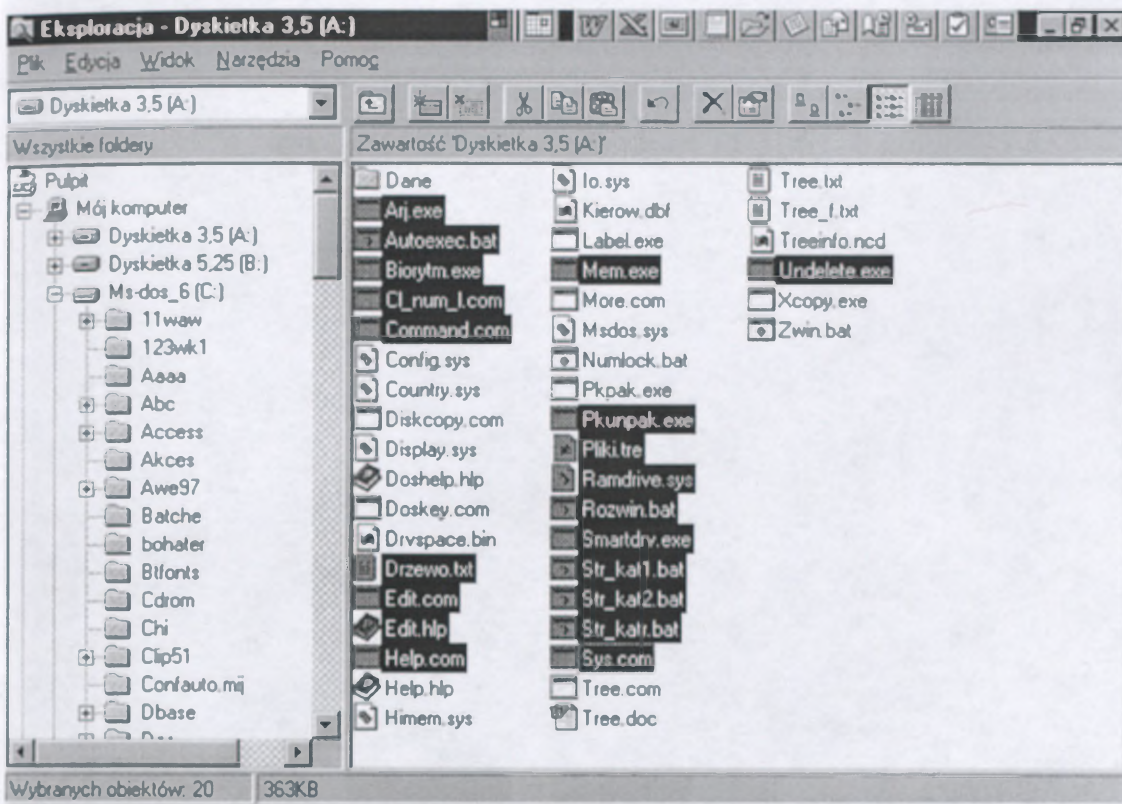 Eksploracja - Dyskietka 3,5 (A:)
Plik Edycja Widok Narzędzia Pomoc
Dyskietka 3,5 (A:)
Wszystkie foldery
Zawartość 'Dyskietka 3,5 (A:)'
Pulpit
Mój komputer
Dyskietka 3,5 (A:)
Dyskietka 5,25 (B:)
Ms-dos_6 (C:)
11waw
123wk1
Aaaa
Abc
Access
Akces
Awe97
Batche
bohater
Btfonts
Cdrom
Chi
Clip51
Confauto.mij
Dbase
Dane
Arj.exe
Autoexec.bat
Biorytm.exe
Cl_num_l.com
Command.com
Config.sys
Country.sys
Diskcopy.com
Display.sys
Doshelp.hlp
Doskey.com
Drvspace.bin
Drzewo.txt
Edit.com
Edit.hlp
Help.com
Help.hlp
Himem.sys
Io.sys
Kierow.dbf
Label.exe
Mem.exe
More.com
Msdos.sys
Numlock.bat
Pkpak.exe
Pkunpak.exe
Pliki.tre
Ramdrive.sys
Rozwin.bat
Smartdrv.exe
Str_kat1.bat
Str_kat2.bat
Str_katr.bat
Sys.com
Tree.com
Tree.doc
Tree.txt
Tree_f.txt
Treeinfo.ncd
Undelete.exe
Xcopy.exe
Zwin.bat
Wybranych obiektów: 20
363KB